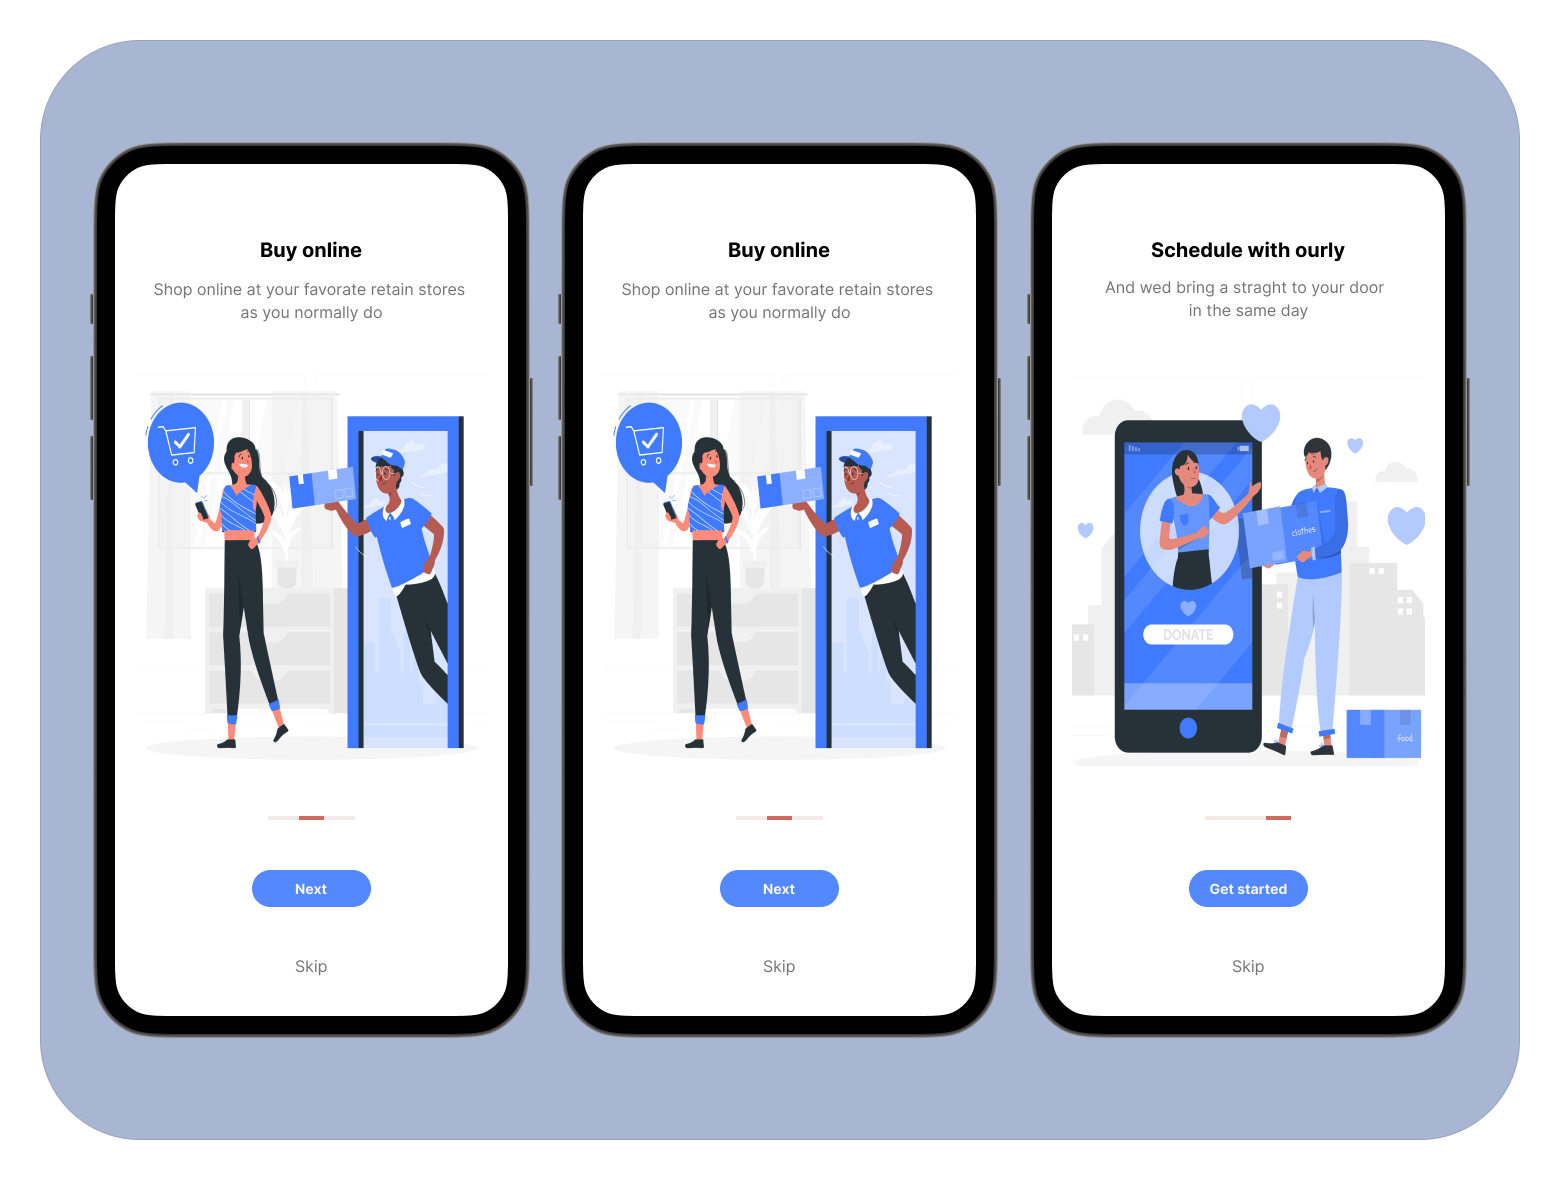 Buy online
Shop online at your favorate retain stores
as you normally do
Next
Skip
Buy online
Shop online at your favorate retain stores
as you normally do
Next
Skip
Schedule with ourly
And wed bring a straght to your door
in the same day
clothes
DONATE
food
Get started
Skip